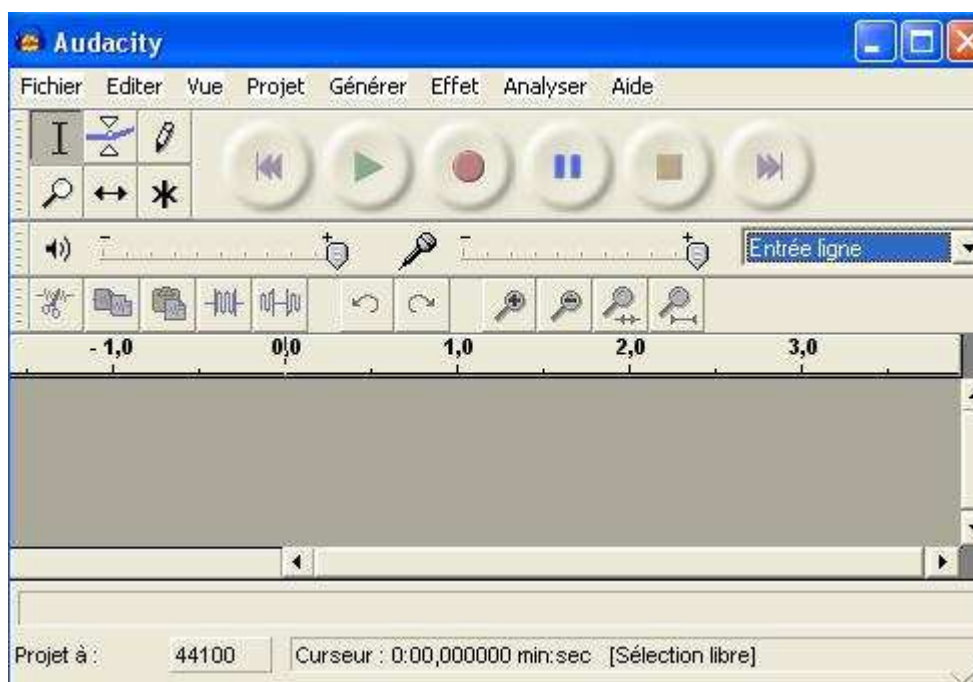 Audacity
Fichier Editer Vue Projet Générer Effet Analyser Aide
Entrée ligne
- 1,0 0,0 1,0 2,0 3,0
Projet à : 44100 Curseur : 0:00,000000 min:sec [Sélection libre]